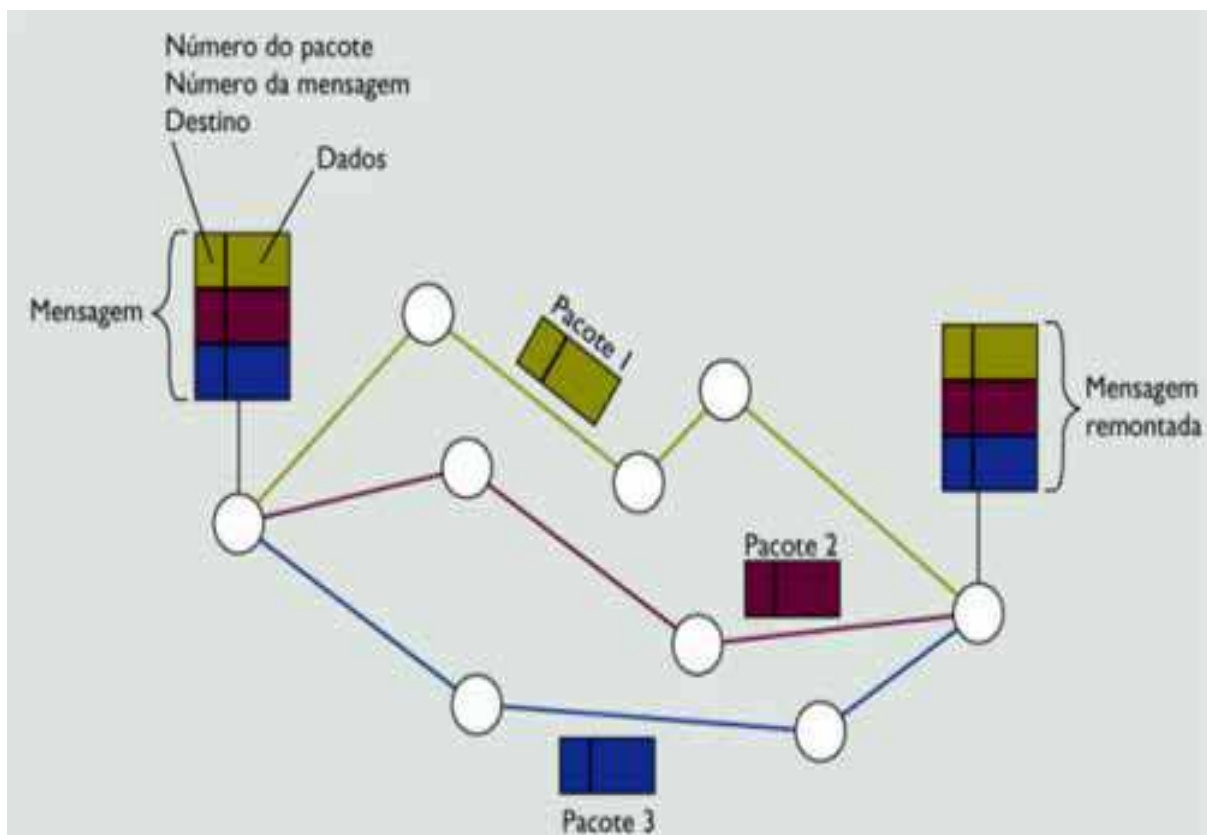 Número do pacote
Número da mensagem
Destino
Dados
Mensagem
Pacote 1
Mensagem
remontada
Pacote 2
Pacote 3